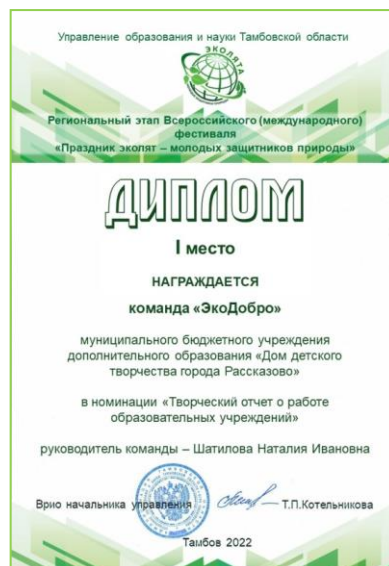 Управление образования и науки Тамбовской области
ЭКОЛЯТА
Региональный этап Всероссийского (международного)
фестиваля
«Праздник эколят – молодых защитников природы»
ДИПЛОМ
I место
НАГРАЖДАЕТСЯ
команда «ЭкоДобро»
муниципального бюджетного учреждения
дополнительного образования «Дом детского
творчества города Рассказово»
в номинации «Творческий отчет о работе
образовательных учреждений»
руководитель команды – Шатилова Наталия Ивановна
Врио начальника управления Т.П.Котельникова
Тамбов 2022